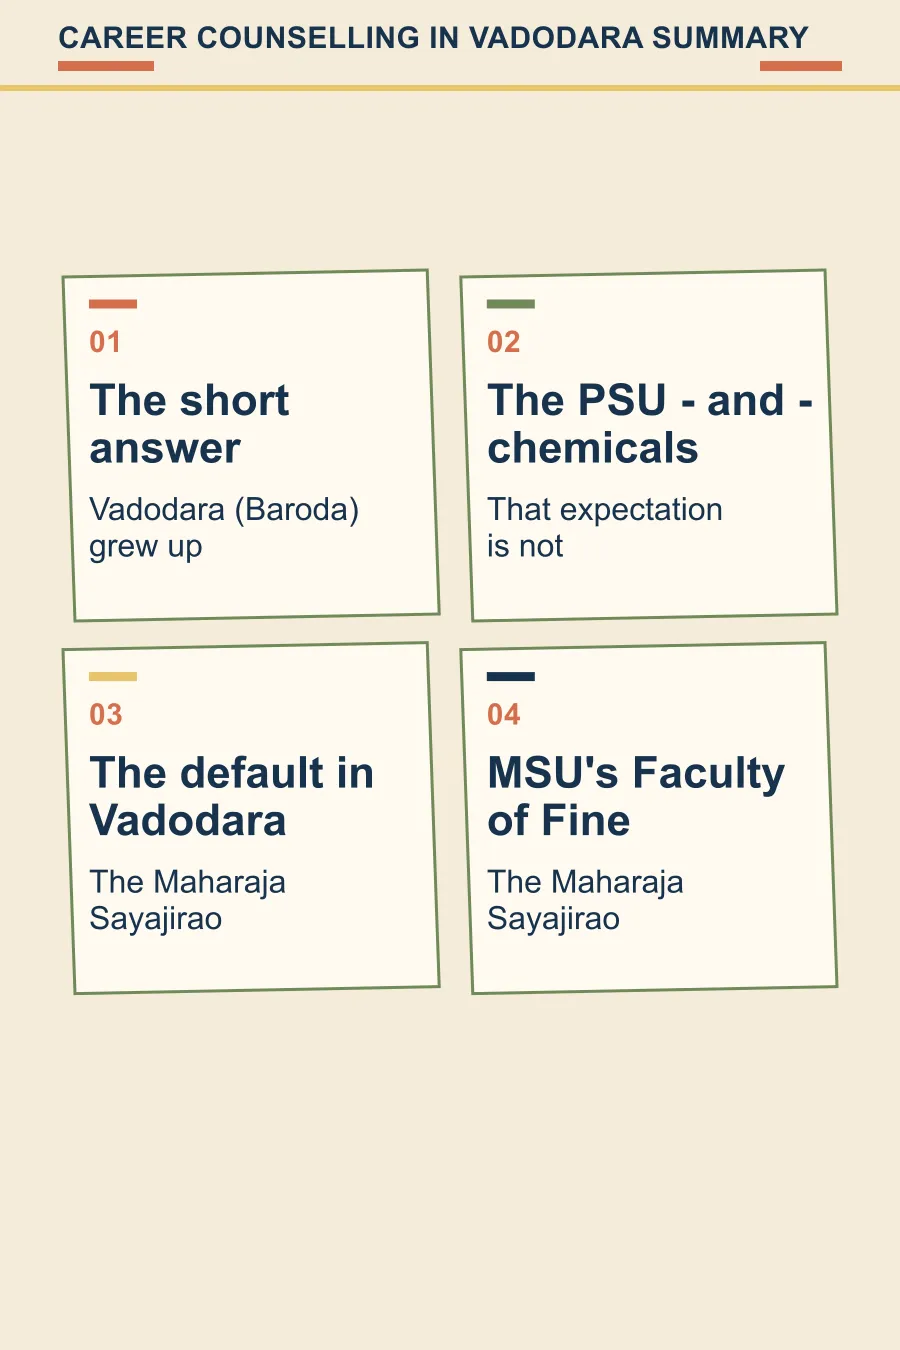 CAREER COUNSELLING IN VADODARA SUMMARY
01
The short
answer
Vadodara (Baroda)
grew up
02
The PSU - and -
chemicals
That expectation
is not
03
The default in
Vadodara
The Maharaja
Sayajirao
04
MSU's Faculty
of Fine
The Maharaja
Sayajirao